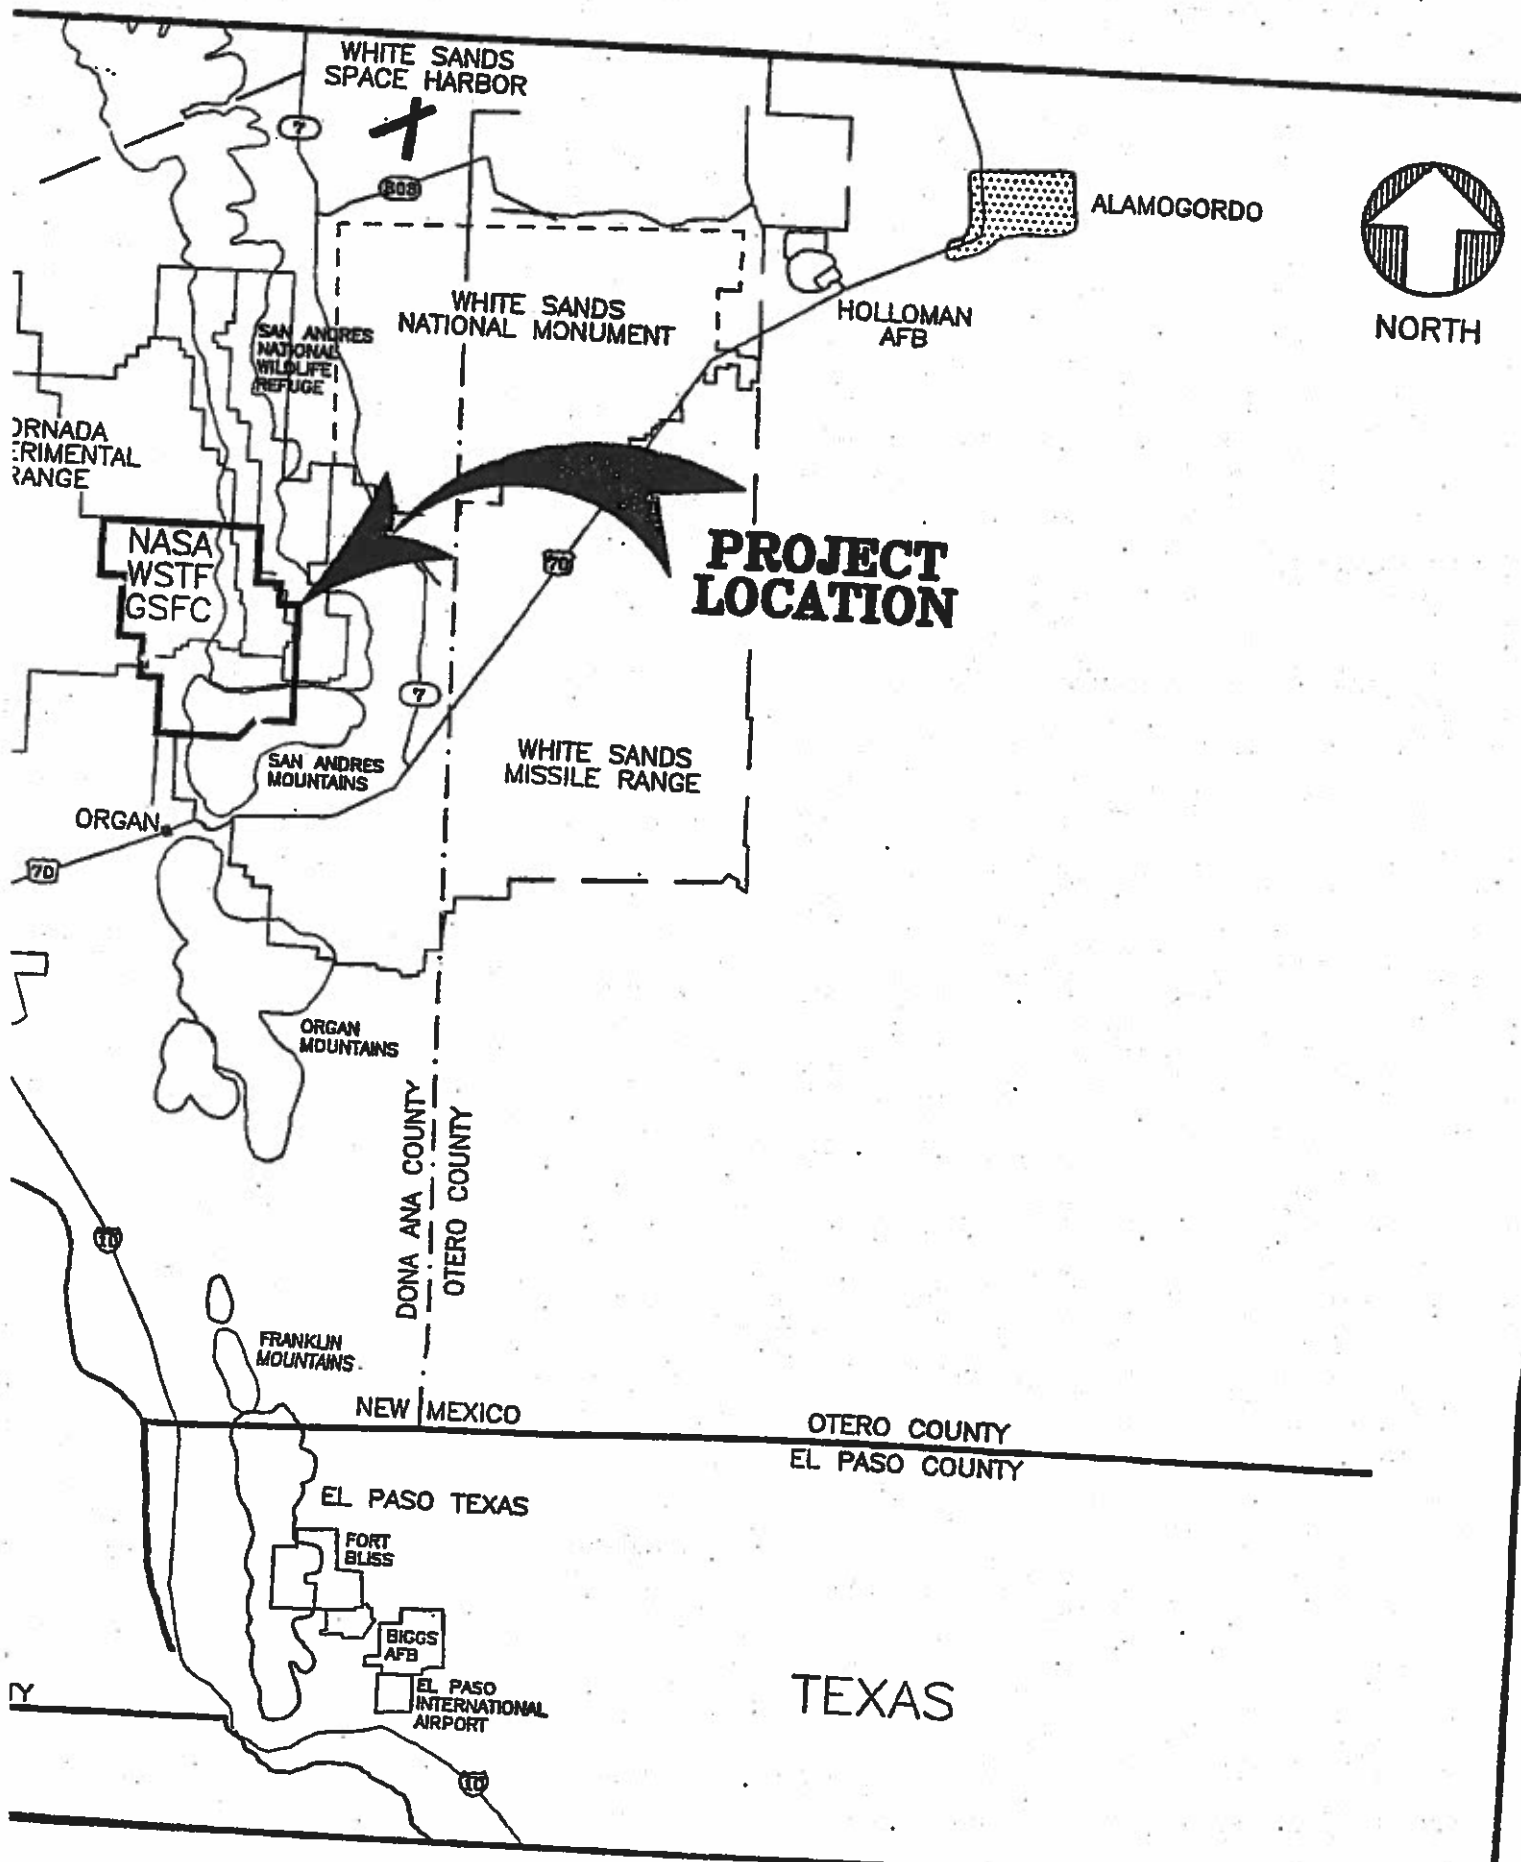 WHITE SANDS
SPACE HARBOR
7
ALAMOGORDO
NORTH
WHITE SANDS
NATIONAL MONUMENT
HOLLOMAN
AFB
SAN ANDRES
NATIONAL
WILDLIFE
REFUGE
ORNADA
ERIMENTAL
RANGE
NASA
WSTF
GSFC
70
PROJECT
LOCATION
7
WHITE SANDS
MISSILE RANGE
SAN ANDRES
MOUNTAINS
ORGAN
70
ORGAN
MOUNTAINS
DONA ANA COUNTY
OTERO COUNTY
10
FRANKLIN
MOUNTAINS
NEW MEXICO
OTERO COUNTY
EL PASO COUNTY
EL PASO TEXAS
FORT
BLISS
BIGGS
AFB
EL PASO
INTERNATIONAL
AIRPORT
TEXAS
TY
10